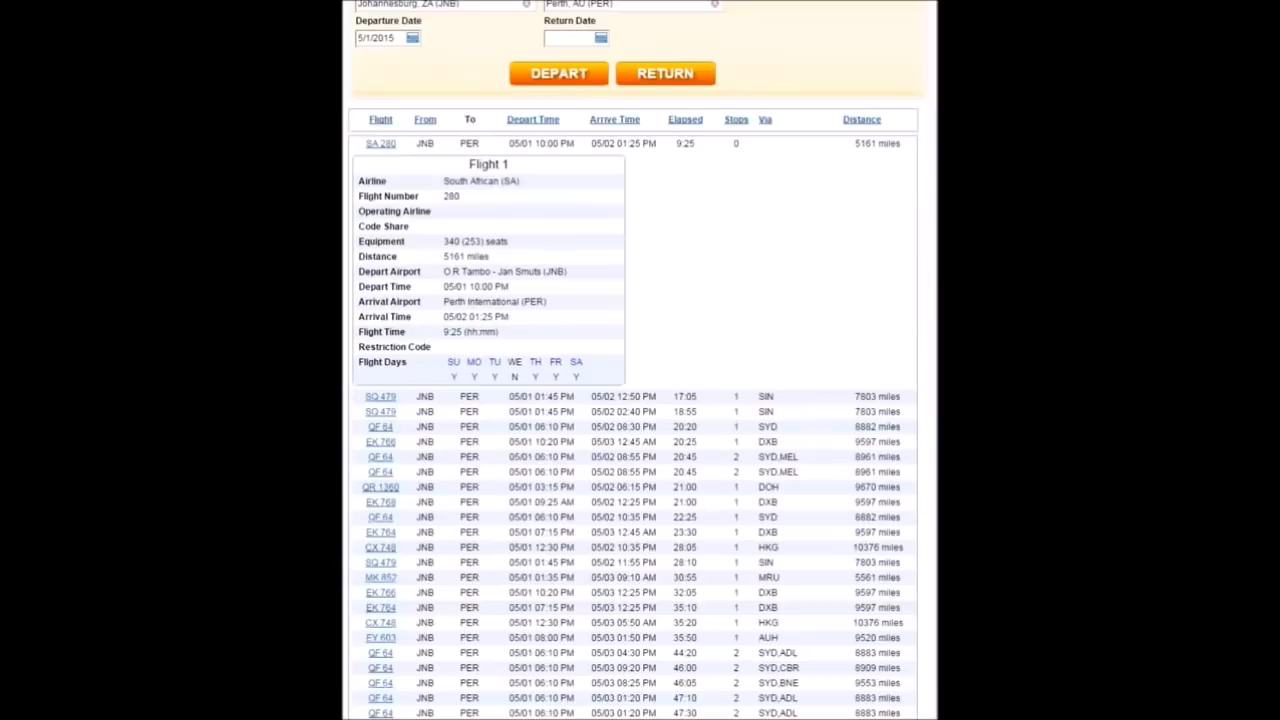 Johannesburg, ZA (JNB) Perth, AU (PER)
Departure Date Return Date
5/1/2015
DEPART RETURN
Flight From To Depart Time Arrive Time Elapsed Stops Via Distance
SA 280 JNB PER 05/01 10:00 PM 05/02 01:25 PM 9:25 0 5161 miles
Flight 1
Airline South African (SA)
Flight Number 280
Operating Airline
Code Share
Equipment 340 (253) seats
Distance 5161 miles
Depart Airport O R Tambo - Jan Smuts (JNB)
Depart Time 05/01 10:00 PM
Arrival Airport Perth International (PER)
Arrival Time 05/02 01:25 PM
Flight Time 9:25 (hh:mm)
Restriction Code
Flight Days SU MO TU WE TH FR SA
Y Y Y N Y Y Y
SQ 479 JNB PER 05/01 01:45 PM 05/02 12:50 PM 17:05 1 SIN 7803 miles
SQ 479 JNB PER 05/01 01:45 PM 05/02 02:40 PM 18:55 1 SIN 7803 miles
QF 64 JNB PER 05/01 06:10 PM 05/02 08:30 PM 20:20 1 SYD 8882 miles
EK 766 JNB PER 05/01 10:20 PM 05/03 12:45 AM 20:25 1 DXB 9597 miles
QF 64 JNB PER 05/01 06:10 PM 05/02 08:55 PM 20:45 2 SYD,MEL 8961 miles
QF 64 JNB PER 05/01 06:10 PM 05/02 08:55 PM 20:45 2 SYD,MEL 8961 miles
QR 1360 JNB PER 05/01 03:15 PM 05/02 06:15 PM 21:00 1 DOH 9670 miles
EK 768 JNB PER 05/01 09:25 AM 05/02 12:25 PM 21:00 1 DXB 9597 miles
QF 64 JNB PER 05/01 06:10 PM 05/02 10:35 PM 22:25 1 SYD 8882 miles
EK 764 JNB PER 05/01 07:15 PM 05/03 12:45 AM 23:30 1 DXB 9597 miles
CX 748 JNB PER 05/01 12:30 PM 05/02 10:35 PM 28:05 1 HKG 10376 miles
SQ 479 JNB PER 05/01 01:45 PM 05/02 11:55 PM 28:10 1 SIN 7803 miles
MK 852 JNB PER 05/01 01:35 PM 05/03 09:10 AM 30:55 1 MRU 5561 miles
EK 766 JNB PER 05/01 10:20 PM 05/03 12:25 PM 32:05 1 DXB 9597 miles
EK 764 JNB PER 05/01 07:15 PM 05/03 12:25 PM 35:10 1 DXB 9597 miles
CX 748 JNB PER 05/01 12:30 PM 05/03 05:50 AM 35:20 1 HKG 10376 miles
EY 603 JNB PER 05/01 08:00 PM 05/03 01:50 PM 35:50 1 AUH 9520 miles
QF 64 JNB PER 05/01 06:10 PM 05/03 04:30 PM 44:20 2 SYD,ADL 8883 miles
QF 64 JNB PER 05/01 06:10 PM 05/03 09:20 PM 46:00 2 SYD,CBR 8909 miles
QF 64 JNB PER 05/01 06:10 PM 05/03 08:25 PM 46:05 2 SYD,BNE 9553 miles
QF 64 JNB PER 05/01 06:10 PM 05/03 01:20 PM 47:10 2 SYD,ADL 8883 miles
QF 64 JNB PER 05/01 06:10 PM 05/03 01:20 PM 47:30 2 SYD,ADL 8883 miles